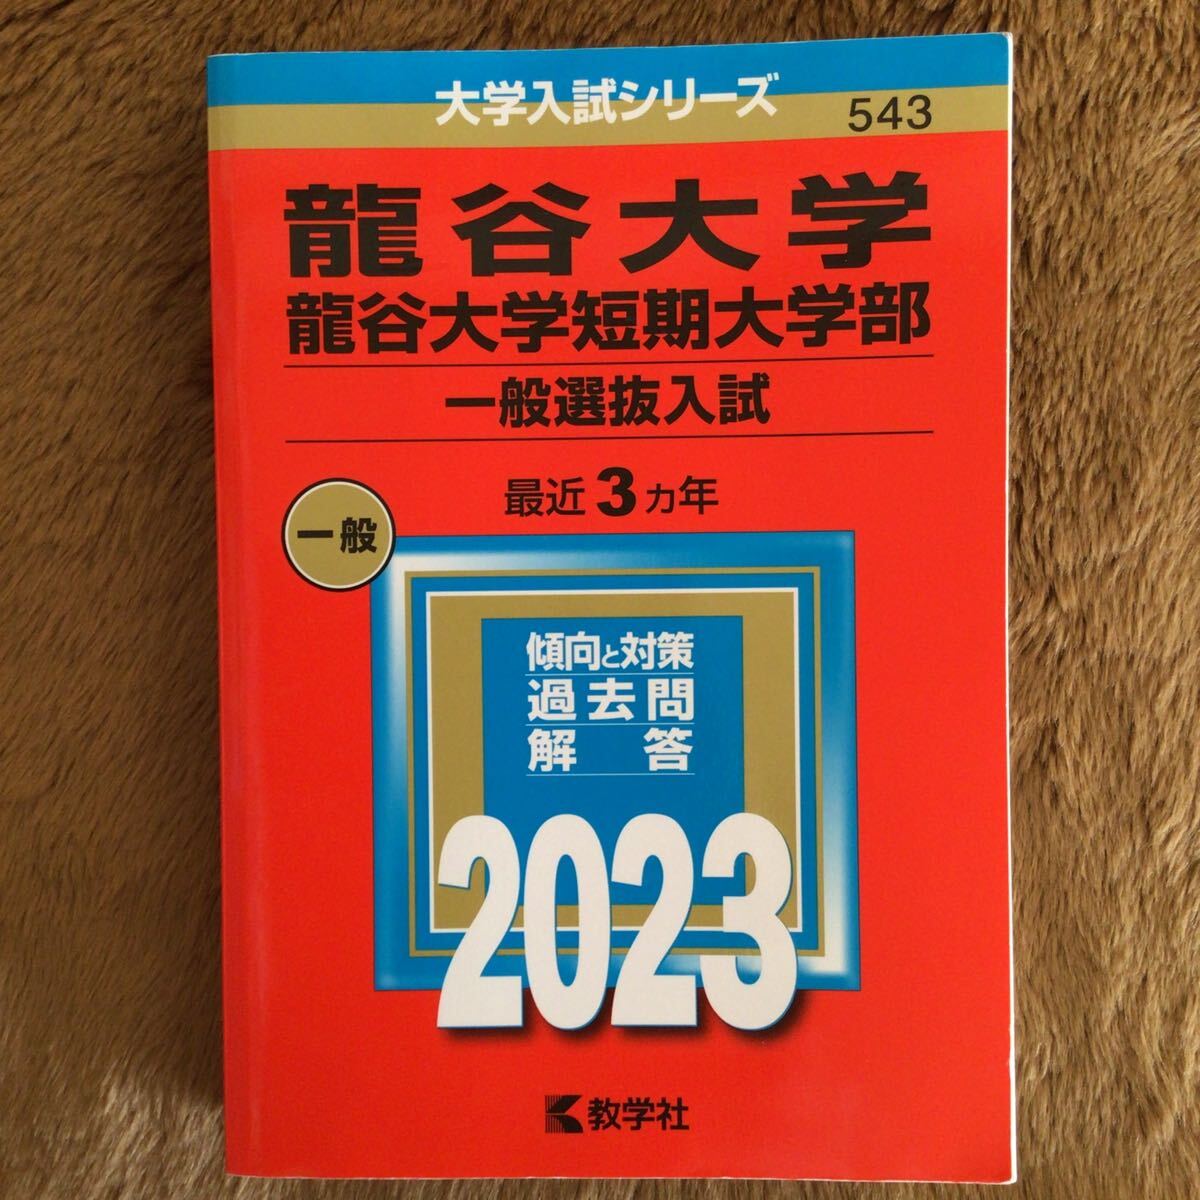 大学入試シリーズ
543
龍谷大学
龍谷大学短期大学部
一般選抜入試
最近3カ年
一般
傾向と対策
過去問
解答
2023
教学社